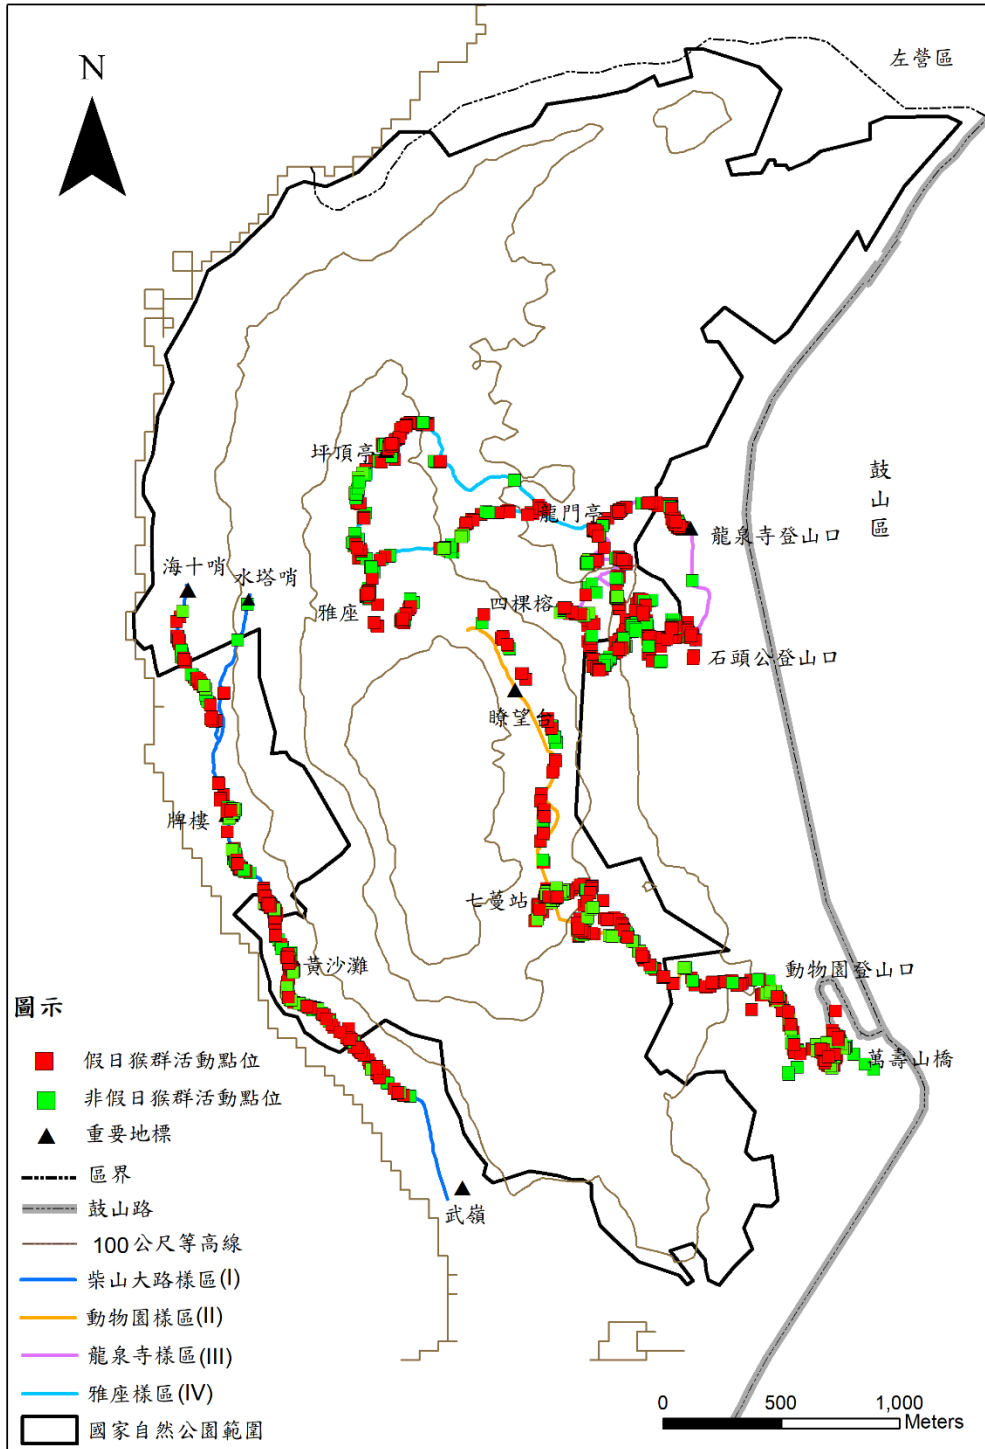 左營區
N
坪頂亭
龍門亭
鼓山區
龍泉寺登山口
海十哨
水塔哨
雅座
四棵榕
石頭公登山口
瞭望台
牌樓
七蔓站
黃沙灘
動物園登山口
萬壽山橋
武嶺
圖示
假日猴群活動點位
非假日猴群活動點位
重要地標
區界
鼓山路
100公尺等高線
柴山大路樣區(I)
動物園樣區(II)
龍泉寺樣區(III)
雅座樣區(IV)
國家自然公園範圍
0 500 1,000
Meters